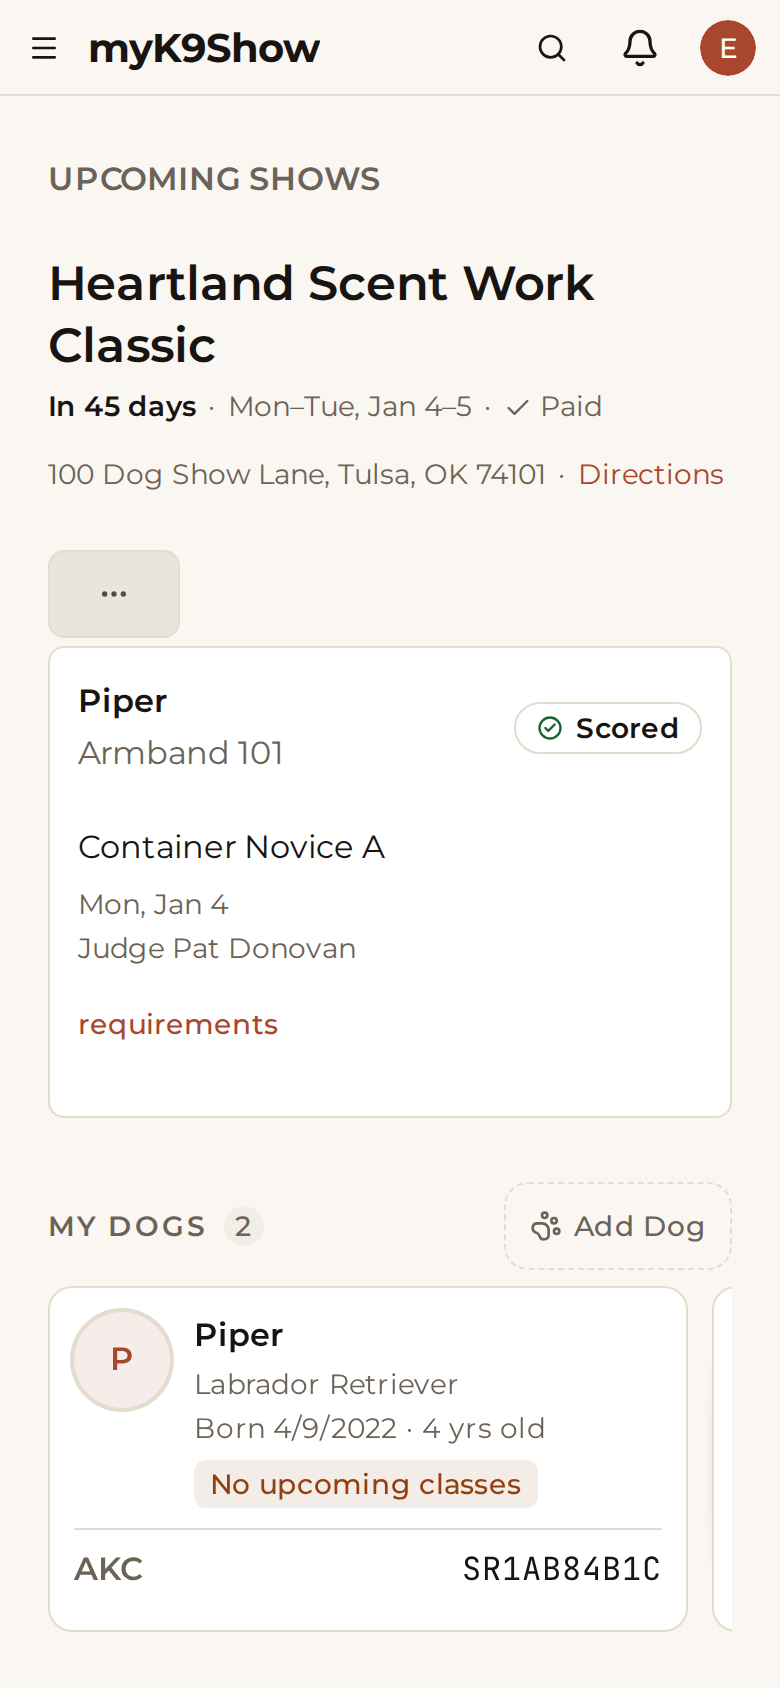 myK9Show
E
UPCOMING SHOWS
Heartland Scent Work
Classic
In 45 days · Mon–Tue, Jan 4–5 · Paid
100 Dog Show Lane, Tulsa, OK 74101 · Directions
...
Piper
Armband 101
Scored
Container Novice A
Mon, Jan 4
Judge Pat Donovan
requirements
MY DOGS 2
Add Dog
P
Piper
Labrador Retriever
Born 4/9/2022 · 4 yrs old
No upcoming classes
AKC SR1AB84B1C